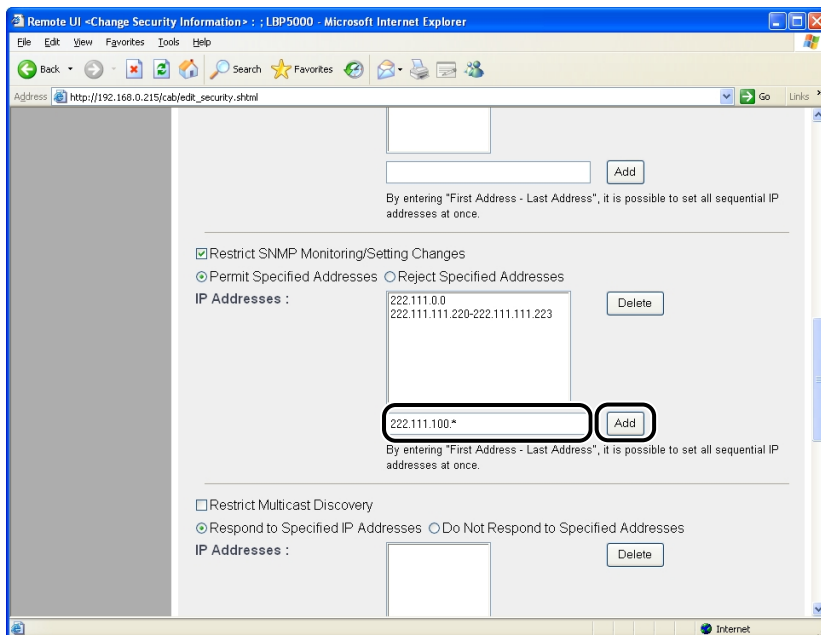 Remote UI <Change Security Information> : ; LBP5000 - Microsoft Internet Explorer
File Edit View Favorites Tools Help
Back Search Favorites
Address http://192.168.0.215/cab/edit_security.shtml Go Links »
Add
By entering "First Address - Last Address", it is possible to set all sequential IP
addresses at once.
Restrict SNMP Monitoring/Setting Changes
Permit Specified Addresses Reject Specified Addresses
IP Addresses :
222.111.0.0
222.111.111.220-222.111.111.223
Delete
222.111.100.* Add
By entering "First Address - Last Address", it is possible to set all sequential IP
addresses at once.
Restrict Multicast Discovery
Respond to Specified IP Addresses Do Not Respond to Specified Addresses
IP Addresses : Delete
Internet